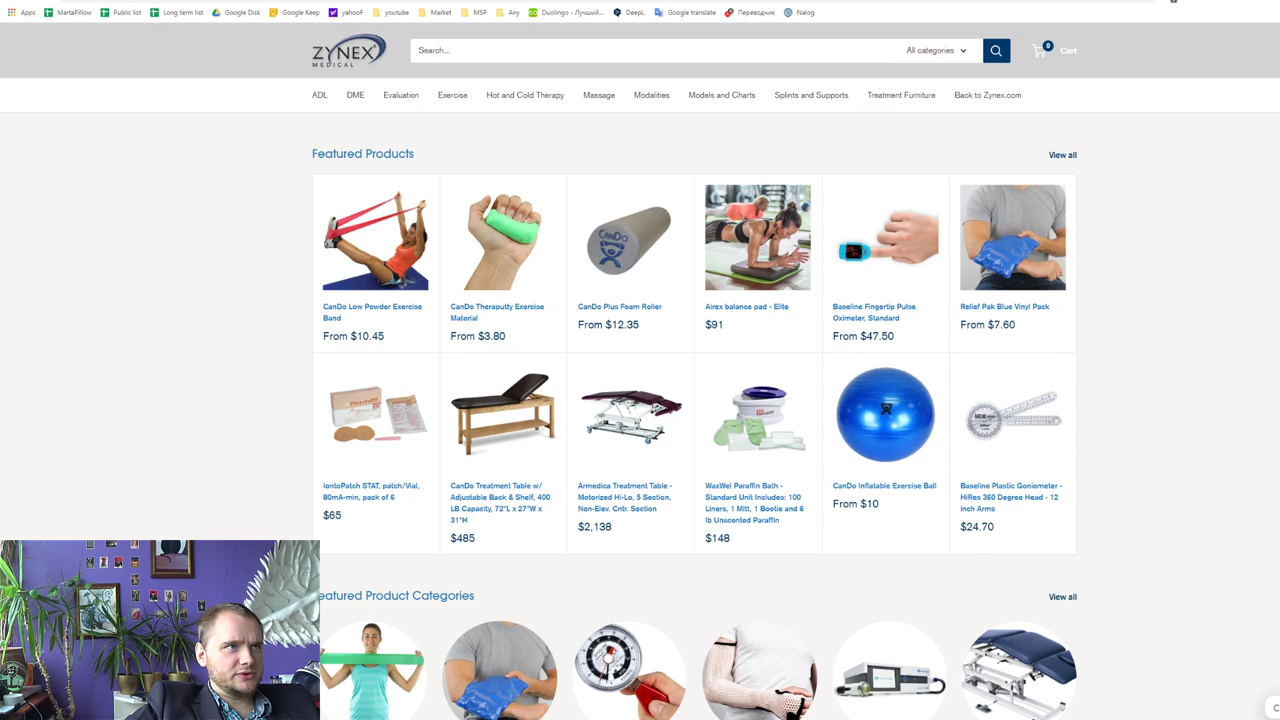 Apps MartaPillow Public list Long term list Google Disk Google Keep yahooF youtube Market MSP Any Duolingo – Лучший... DeepL Google translate Переводчик Nalog
ZYNEX
MEDICAL
Search...
All categories
0
Cart
ADL DME Evaluation Exercise Hot and Cold Therapy Massage Modalities Models and Charts Splints and Supports Treatment Furniture Back to Zynex.com
Featured Products
View all
CanDo
CanDo Low Powder Exercise
Band
From $10.45
CanDo Theraputty Exercise
Material
From $3.80
CanDo Plus Foam Roller
From $12.35
Airex balance pad - Elite
$91
Baseline Fingertip Pulse
Oximeter, Standard
From $47.50
Relief Pak Blue Vinyl Pack
From $7.60
IontoPatch STAT, patch/Vial,
80mA-min, pack of 6
$65
CanDo Treatment Table w/
Adjustable Back & Shelf, 400
LB Capacity, 72"L x 27"W x
31"H
$485
Armedica Treatment Table -
Motorized Hi-Lo, 5 Section,
Non-Elev. Cntr. Section
$2,138
WaxWel Paraffin Bath -
Standard Unit Includes: 100
Liners, 1 Mitt, 1 Bootie and 6
lb Unscented Paraffin
$148
CanDo Inflatable Exercise Ball
From $10
Baseline Plastic Goniometer -
HiRes 360 Degree Head - 12
inch Arms
$24.70
eatured Product Categories
View all